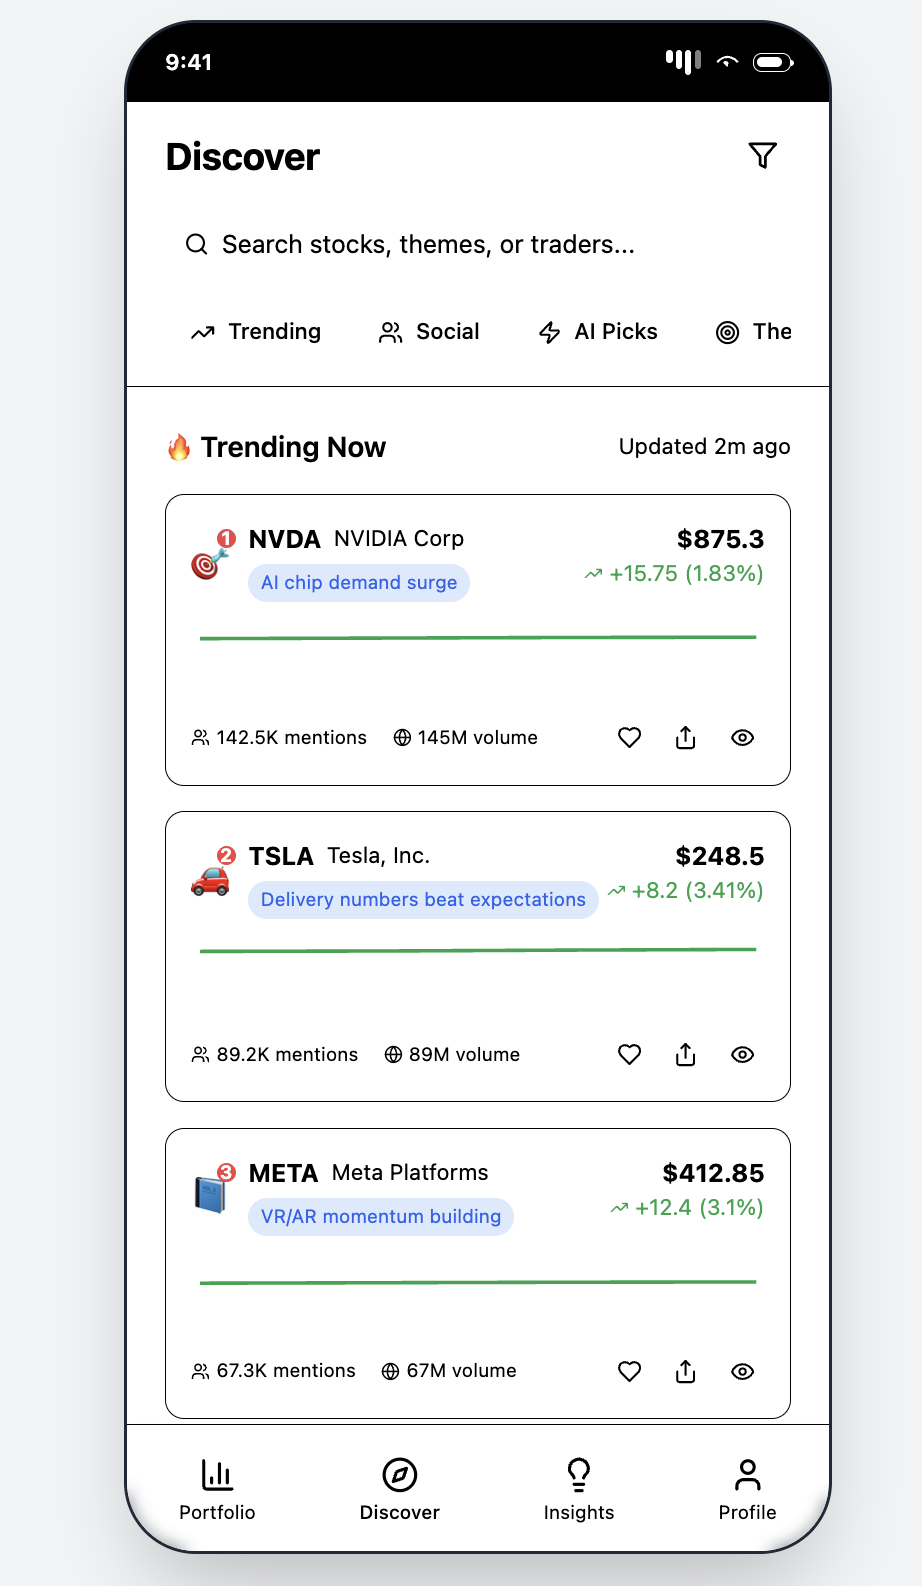 9:41
Discover
Search stocks, themes, or traders...
Trending Social AI Picks The
🔥 Trending Now Updated 2m ago
1 NVDA NVIDIA Corp $875.3
AI chip demand surge +15.75 (1.83%)
142.5K mentions 145M volume
2 TSLA Tesla, Inc. $248.5
Delivery numbers beat expectations +8.2 (3.41%)
89.2K mentions 89M volume
3 META Meta Platforms $412.85
VR/AR momentum building +12.4 (3.1%)
67.3K mentions 67M volume
Portfolio Discover Insights Profile